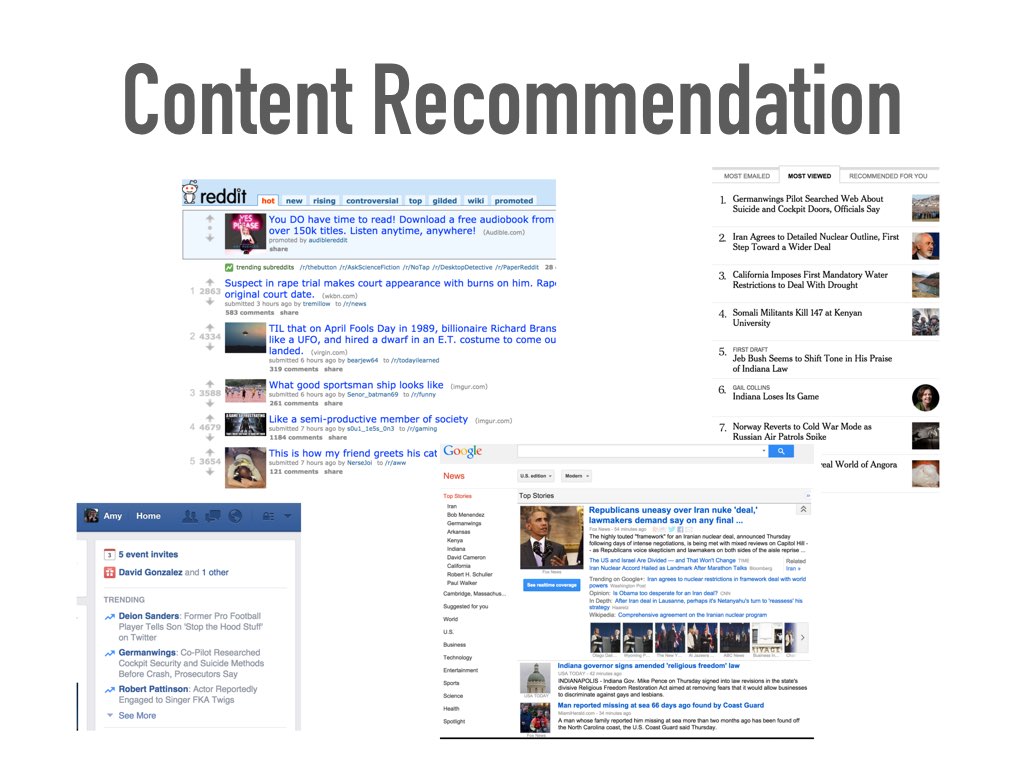 Content Recommendation
reddit
hot new rising controversial top gilded wiki promoted
You DO have time to read! Download a free audiobook from
over 150k titles. Listen anytime, anywhere! (Audible.com)
promoted by audiblereddit
share
trending subreddits /r/thebutton /r/AskScienceFiction /r/NoTap /r/DesktopDetective /r/PaperReddit 28
1 2863
Suspect in rape trial makes court appearance with burns on him. Rap
original court date. (wkbn.com)
submitted 3 hours ago by tremillow to /r/news
583 comments share
2 4334
TIL that on April Fools Day in 1989, billionaire Richard Brans
like a UFO, and hired a dwarf in an E.T. costume to come ou
landed. (virgin.com)
submitted 6 hours ago by bearjew64 to /r/todayilearned
319 comments share
3 3588
What good sportsman ship looks like (imgur.com)
submitted 6 hours ago by Senor_batman69 to /r/funny
261 comments share
4 4679
Like a semi-productive member of society (imgur.com)
submitted 7 hours ago by s0u1_1e5s_0n3 to /r/gaming
1184 comments share
5 3654
This is how my friend greets his cat
submitted 7 hours ago by NerseJoi to /r/aww
121 comments share
MOST EMAILED MOST VIEWED RECOMMENDED FOR YOU
1. Germanwings Pilot Searched Web About
Suicide and Cockpit Doors, Officials Say
2. Iran Agrees to Detailed Nuclear Outline, First
Step Toward a Wider Deal
3. California Imposes First Mandatory Water
Restrictions to Deal With Drought
4. Somali Militants Kill 147 at Kenyan
University
5. FIRST DRAFT
Jeb Bush Seems to Shift Tone in His Praise
of Indiana Law
6. GAIL COLLINS
Indiana Loses Its Game
7. Norway Reverts to Cold War Mode as
Russian Air Patrols Spike
real World of Angora
Amy Home
5 event invites
David Gonzalez and 1 other
TRENDING
Deion Sanders: Former Pro Football
Player Tells Son 'Stop the Hood Stuff'
on Twitter
Germanwings: Co-Pilot Researched
Cockpit Security and Suicide Methods
Before Crash, Prosecutors Say
Robert Pattinson: Actor Reportedly
Engaged to Singer FKA Twigs
See More
Google
News
U.S. edition Modern
Top Stories
Iran
Bob Menendez
Germanwings
Arkansas
Kenya
Indiana
David Cameron
California
Robert H. Schuller
Paul Walker
Cambridge, Massachus...
Suggested for you
World
U.S.
Business
Technology
Entertainment
Sports
Science
Health
Spotlight
Top Stories
Republicans uneasy over Iran nuke 'deal,'
lawmakers demand say on any final ...
Fox News - 54 minutes ago
The highly touted "framework" for an Iranian nuclear deal, announced Thursday
following days of intense negotiations, is being met with mixed reviews on Capitol Hill -
- as Republicans voice skepticism and lawmakers on both sides of the aisle reprise ...
The US and Israel Are Divided — and That Won't Change TIME
Iran Nuclear Accord Hailed as Landmark After Marathon Talks Bloomberg
Related
Iran »
Fox News
See realtime coverage
Trending on Google+: Iran agrees to nuclear restrictions in framework deal with world
powers Washington Post
Opinion: Is Obama too desperate for an Iran deal? CNN
In Depth: After Iran deal in Lausanne, perhaps it's Netanyahu's turn to 'reassess' his
strategy Haaretz
Wikipedia: Comprehensive agreement on the Iranian nuclear program
ABC News
Indiana governor signs amended 'religious freedom' law
USA TODAY - 43 minutes ago
INDIANAPOLIS - Indiana Gov. Mike Pence on Thursday signed into law revisions in the state's
divisive Religious Freedom Restoration Act aimed at removing fears that it would allow businesses
to discriminate against gays and lesbians.
USA TODAY
Man reported missing at sea 66 days ago found by Coast Guard
MiamiHerald.com - 34 minutes ago
A man whose family reported him missing at sea more than two months ago has been found off
the North Carolina coast, the U.S. Coast Guard said Thursday.
Fox News